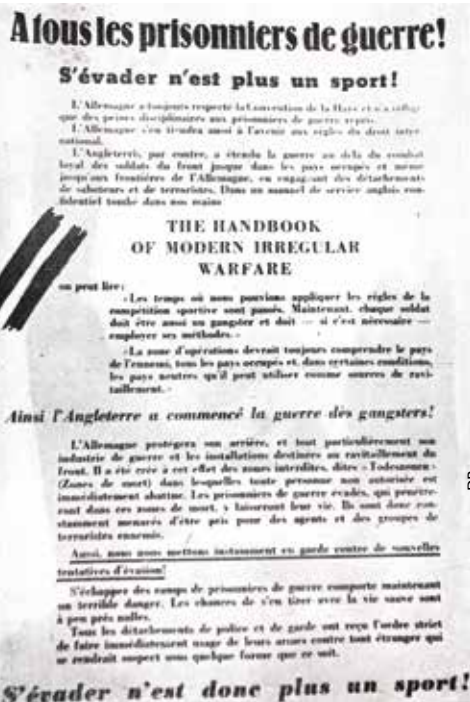 A tous les prisonniers de guerre!
S'évader n'est plus un sport!
L'Allemagne a toujours respecté la Convention de la Haye et n'a infligé
que des peines disciplinaires aux prisonniers de guerre repris.
L'Allemagne s'en tiendra aussi à l'avenir aux règles du droit inter-
national.
L'Angleterre, par contre, a étendu la guerre au delà du combat
loyal des soldats du front jusque dans les pays occupés et même
jusqu'aux frontières de l'Allemagne, en engageant des détachements
de saboteurs et de terroristes. Dans un manuel de service anglais con-
fidentiel tombé dans nos mains
THE HANDBOOK
OF MODERN IRREGULAR
WARFARE
on peut lire:
«Les temps où nous pouvions appliquer les règles de la
compétition sportive sont passés. Maintenant, chaque soldat
doit être aussi un gangster et doit — si c'est nécessaire —
employer ses méthodes.»
«La zone d'opérations devrait toujours comprendre le pays
de l'ennemi, tous les pays occupés et, dans certaines conditions,
les pays neutres qu'il peut utiliser comme sources de ravi-
taillement.»
Ainsi l'Angleterre a commencé la guerre des gangsters!
L'Allemagne protégera son arrière, et tout particulièrement son
industrie de guerre et les installations destinées au ravitaillement du
front. Il a été créé à cet effet des zones interdites, dites «Todeszonen»
(Zones de mort) dans lesquelles toute personne non autorisée est
immédiatement abattue. Les prisonniers de guerre évadés, qui pénètre-
ront dans ces zones de mort, y laisseront leur vie. Ils sont donc con-
stamment menacés d'être pris pour des agents et des groupes de
terroristes ennemis.
Aussi, nous vous mettons instamment en garde contre de nouvelles
tentatives d'évasion!
S'échapper des camps de prisonniers de guerre comporte maintenant
un terrible danger. Les chances de s'en tirer avec la vie sauve sont
à peu près nulles.
Tous les détachements de police et de garde ont reçu l'ordre strict
de faire immédiatement usage de leurs armes contre tout étranger qui
se rendrait suspect sous quelque forme que ce soit.
S'évader n'est donc plus un sport!